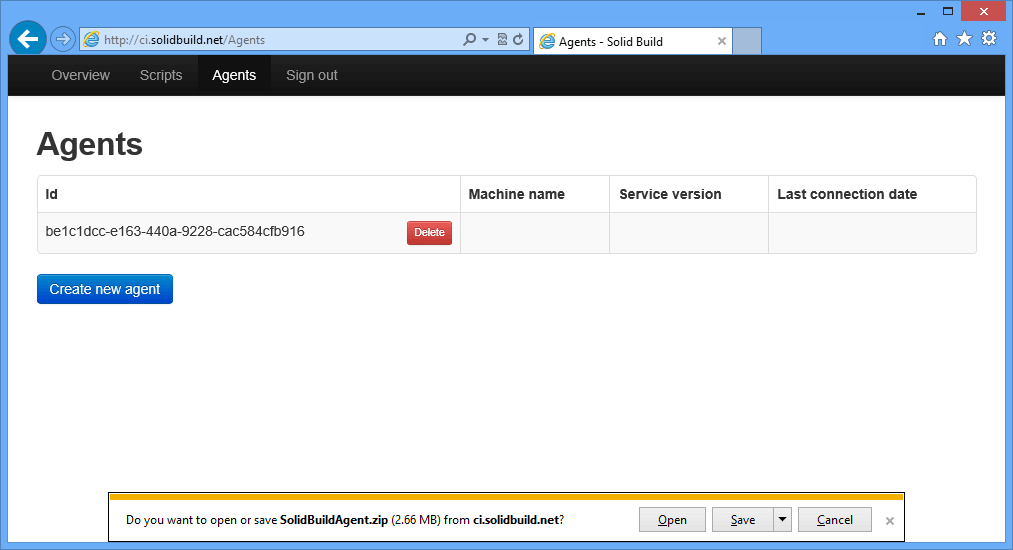 http://ci.solidbuild.net/Agents
Agents - Solid Build
Overview Scripts Agents Sign out
Agents
Id Machine name Service version Last connection date
be1c1dcc-e163-440a-9228-cac584cfb916 Delete
Create new agent
Do you want to open or save SolidBuildAgent.zip (2.66 MB) from ci.solidbuild.net? Open Save Cancel